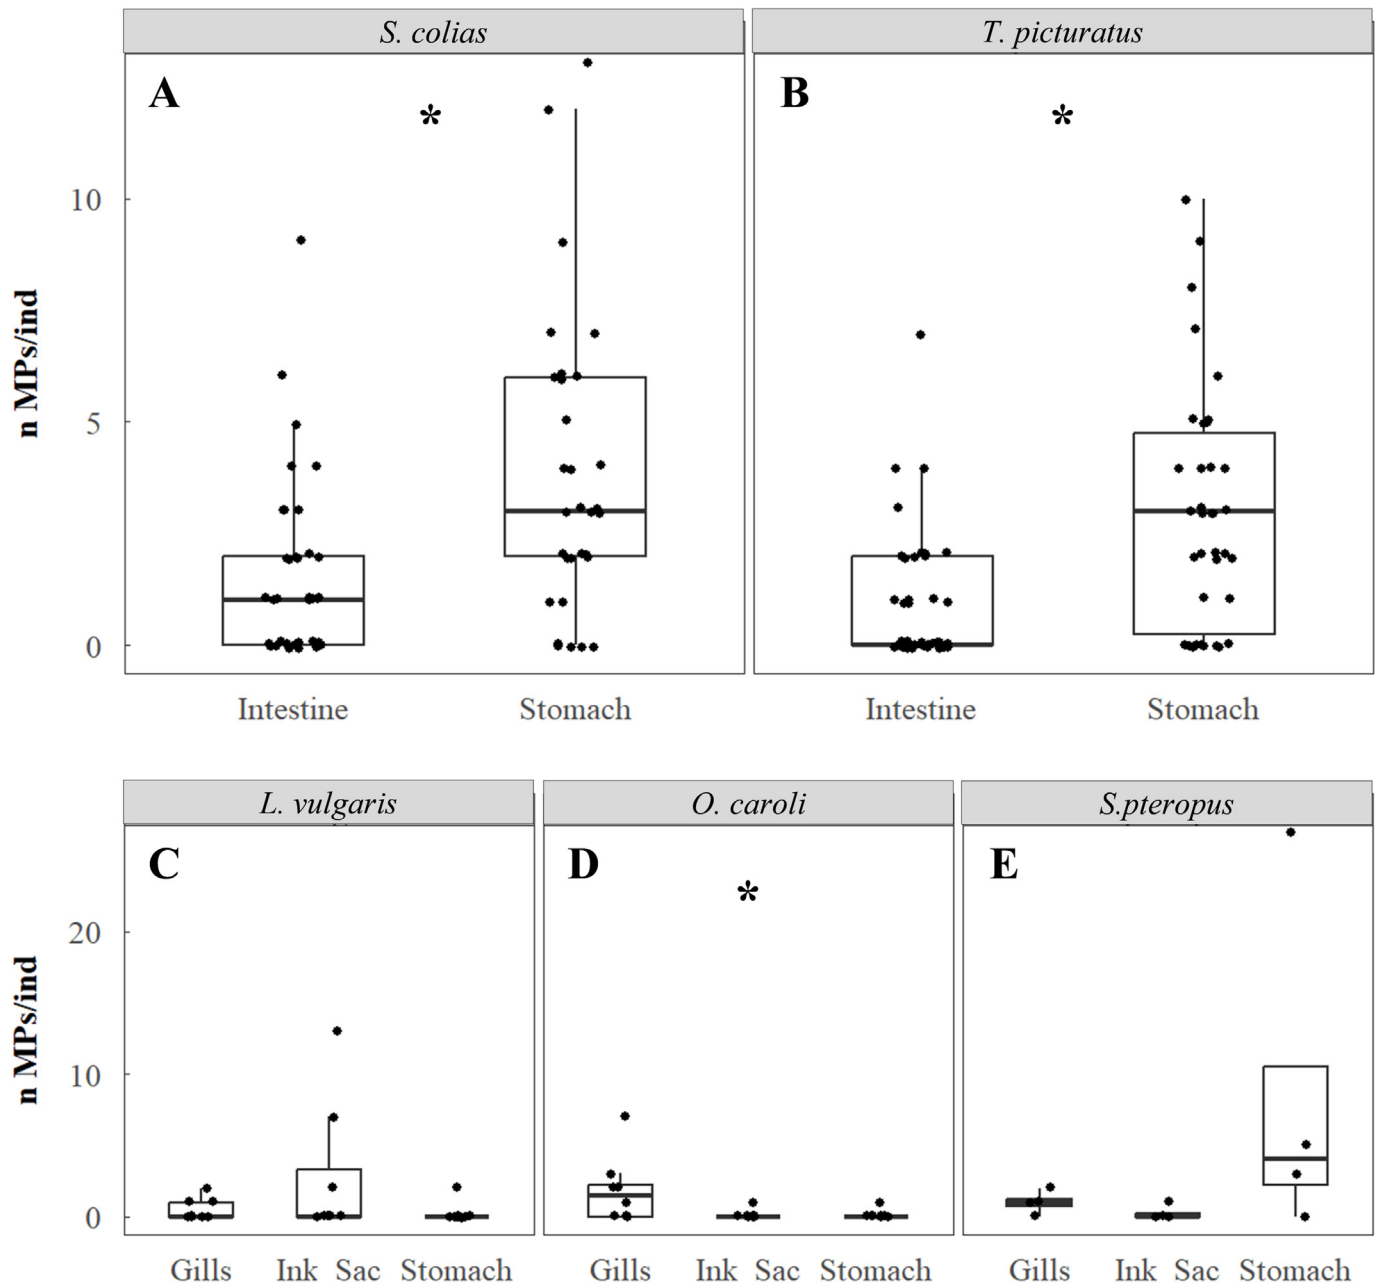 S. colias
T. picturatus
A
*
B
*
10
5
0
n MPs/ind
Intestine
Stomach
Intestine
Stomach
L. vulgaris
O. caroli
S.pteropus
C
D
*
E
20
10
0
n MPs/ind
Gills
Ink Sac
Stomach
Gills
Ink Sac
Stomach
Gills
Ink Sac
Stomach